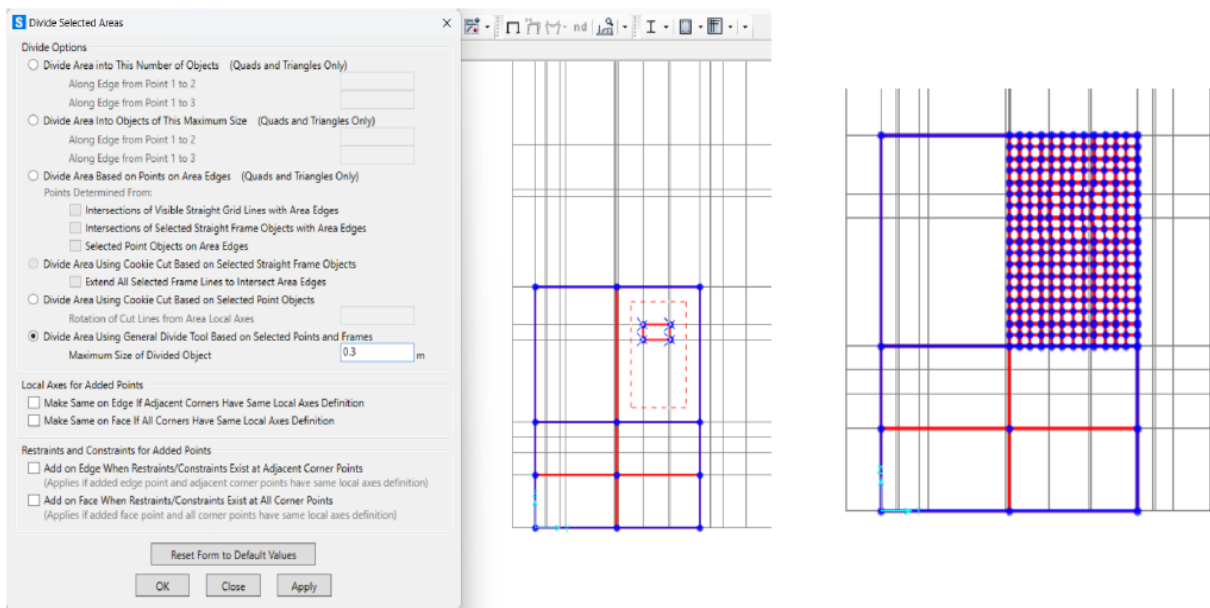 S Divide Selected Areas
Divide Options
Divide Area into This Number of Objects (Quads and Triangles Only)
Along Edge from Point 1 to 2
Along Edge from Point 1 to 3
Divide Area Into Objects of This Maximum Size (Quads and Triangles Only)
Along Edge from Point 1 to 2
Along Edge from Point 1 to 3
Divide Area Based on Points on Area Edges (Quads and Triangles Only)
Points Determined From:
Intersections of Visible Straight Grid Lines with Area Edges
Intersections of Selected Straight Frame Objects with Area Edges
Selected Point Objects on Area Edges
Divide Area Using Cookie Cut Based on Selected Straight Frame Objects
Extend All Selected Frame Lines to Intersect Area Edges
Divide Area Using Cookie Cut Based on Selected Point Objects
Rotation of Cut Lines from Area Local Axes
Divide Area Using General Divide Tool Based on Selected Points and Frames
Maximum Size of Divided Object 0.3 m
Local Axes for Added Points
Make Same on Edge If Adjacent Corners Have Same Local Axes Definition
Make Same on Face If All Corners Have Same Local Axes Definition
Restraints and Constraints for Added Points
Add on Edge When Restraints/Constraints Exist at Adjacent Corner Points
(Applies if added edge point and adjacent corner points have same local axes definition)
Add on Face When Restraints/Constraints Exist at All Corner Points
(Applies if added face point and all corner points have same local axes definition)
Reset Form to Default Values
OK Close Apply
nd